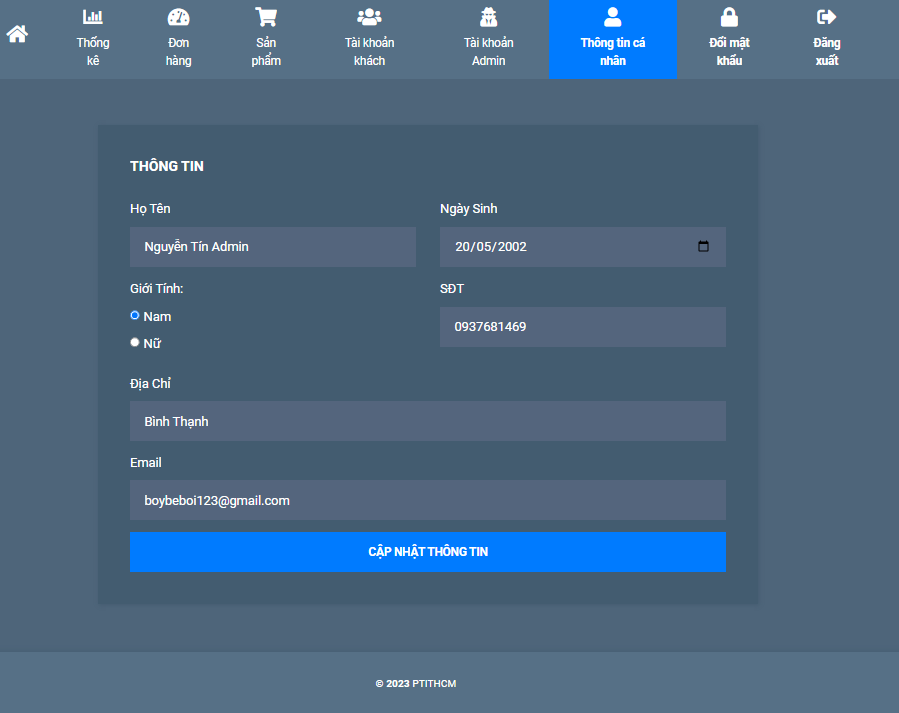 Thống kê
Đơn hàng
Sản phẩm
Tài khoản khách
Tài khoản Admin
Thông tin cá nhân
Đổi mật khẩu
Đăng xuất
THÔNG TIN
Họ Tên
Ngày Sinh
Nguyễn Tín Admin
20/05/2002
Giới Tính:
SĐT
Nam
0937681469
Nữ
Địa Chỉ
Bình Thạnh
Email
boybeboi123@gmail.com
CẬP NHẬT THÔNG TIN
© 2023 PTITHCM